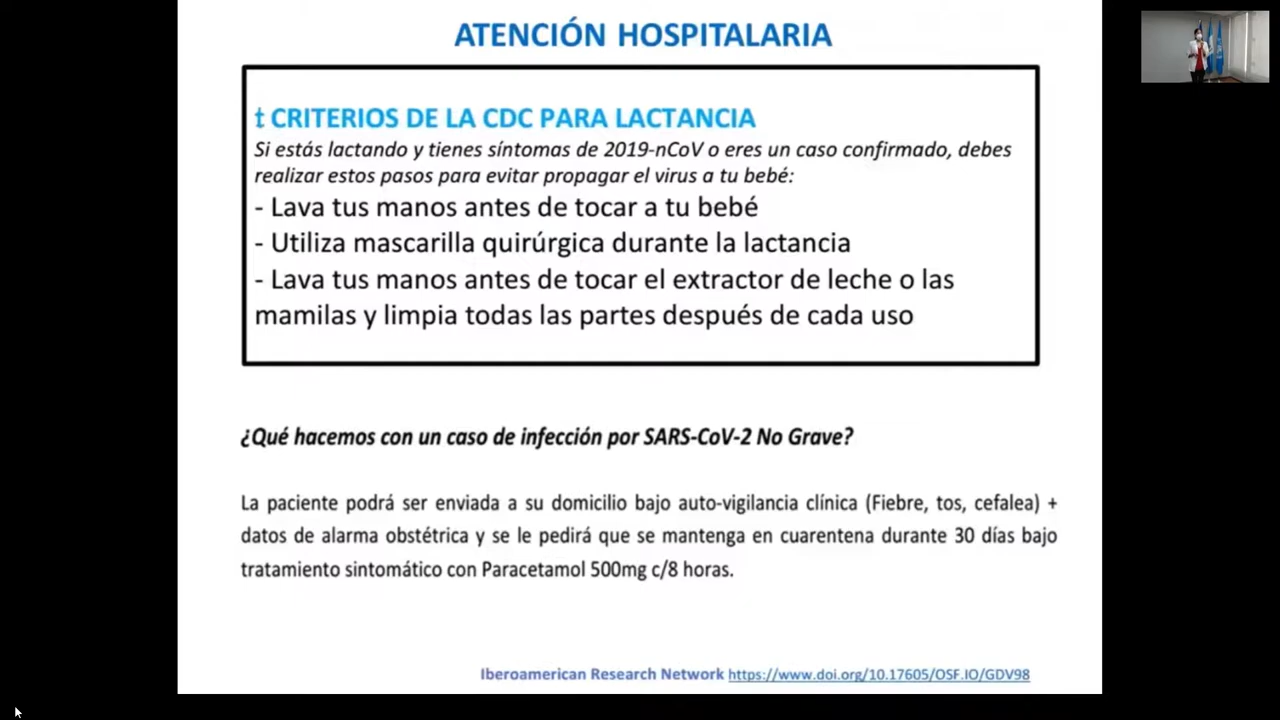 ATENCIÓN HOSPITALARIA
ŧ CRITERIOS DE LA CDC PARA LACTANCIA
Si estás lactando y tienes síntomas de 2019-nCoV o eres un caso confirmado, debes
realizar estos pasos para evitar propagar el virus a tu bebé:
- Lava tus manos antes de tocar a tu bebé
- Utiliza mascarilla quirúrgica durante la lactancia
- Lava tus manos antes de tocar el extractor de leche o las
mamilas y limpia todas las partes después de cada uso
¿Qué hacemos con un caso de infección por SARS-CoV-2 No Grave?
La paciente podrá ser enviada a su domicilio bajo auto-vigilancia clínica (Fiebre, tos, cefalea) +
datos de alarma obstétrica y se le pedirá que se mantenga en cuarentena durante 30 días bajo
tratamiento sintomático con Paracetamol 500mg c/8 horas.
Iberoamerican Research Network https://www.doi.org/10.17605/OSF.IO/GDV98